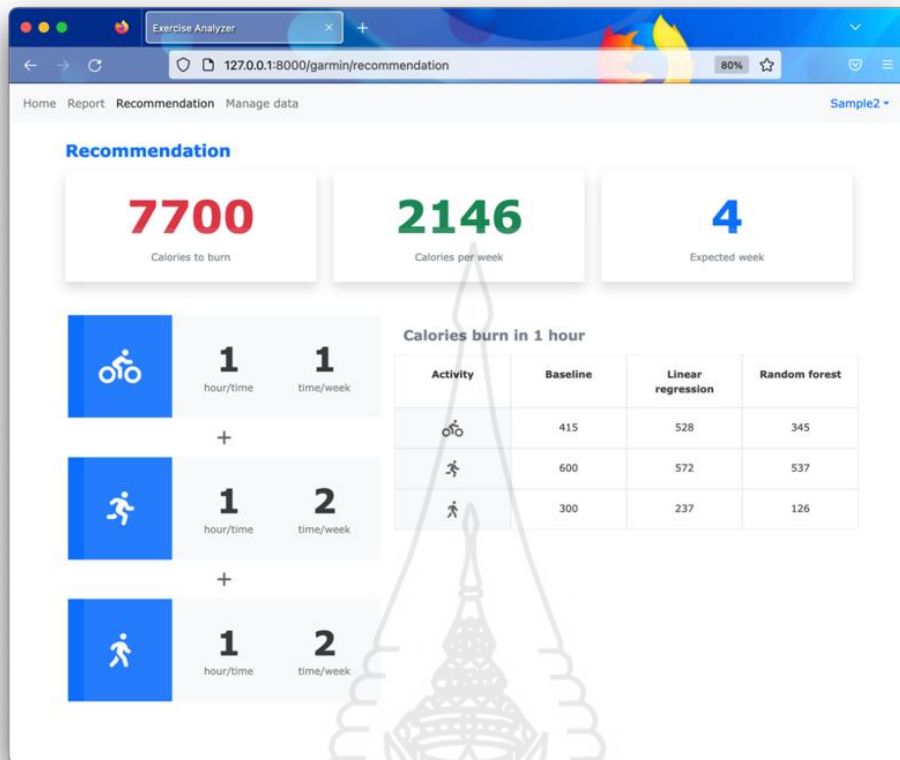 Exercise Analyzer
127.0.0.1:8000/garmin/recommendation
80%
Home Report Recommendation Manage data
Sample2
Recommendation
7700
Calories to burn
2146
Calories per week
4
Expected week
1
hour/time
1
time/week
+
1
hour/time
2
time/week
+
1
hour/time
2
time/week
Calories burn in 1 hour
Activity Baseline Linear regression Random forest
415 528 345
600 572 537
300 237 126